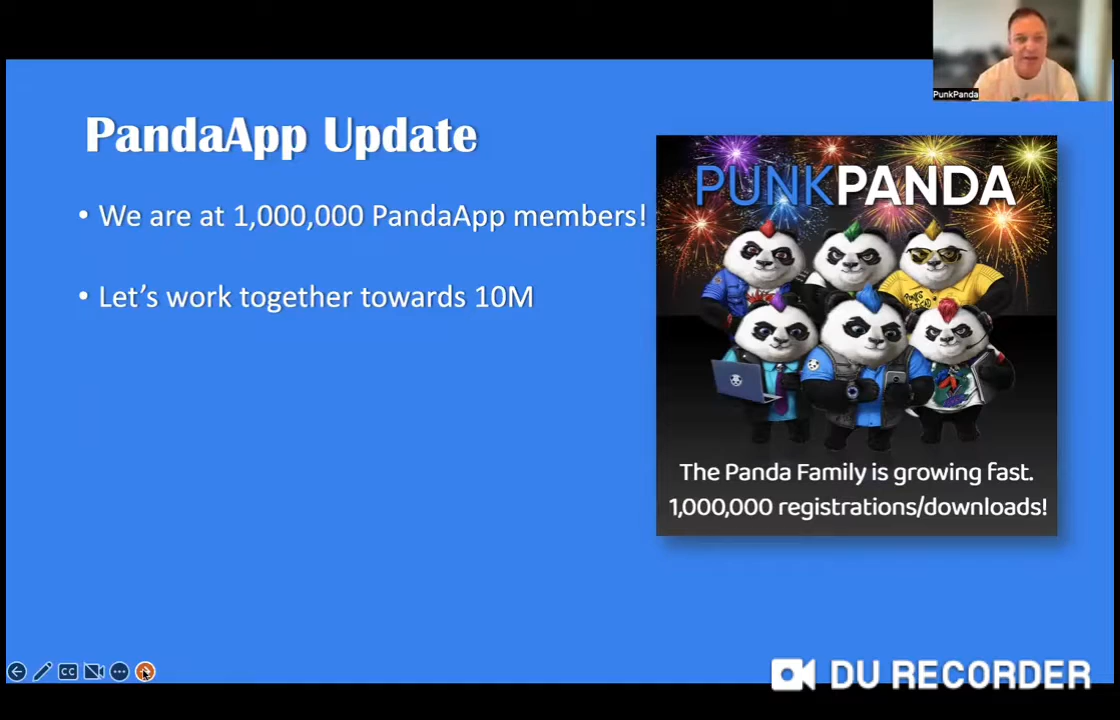 PunkPanda
PandaApp Update
• We are at 1,000,000 PandaApp members!
• Let’s work together towards 10M
PUNKPANDA
The Panda Family is growing fast.
1,000,000 registrations/downloads!
CC
DU RECORDER